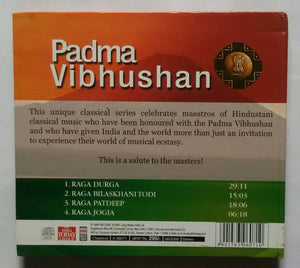 Padma
Vibhushan
This unique classical series celebrates maestros of Hindustani
classical music who have been honoured with the Padma Vibhushan
and who have given India and the world more than just an invitation
to experience their world of musical ecstasy.
This is a salute to the masters!
1. RAGA DURGA 29:11
2. RAGA BILASKHANI TODI 15:03
3. RAGA PATDEEP 18:06
4. RAGA JOGIA 06:18
TODAY
Classical